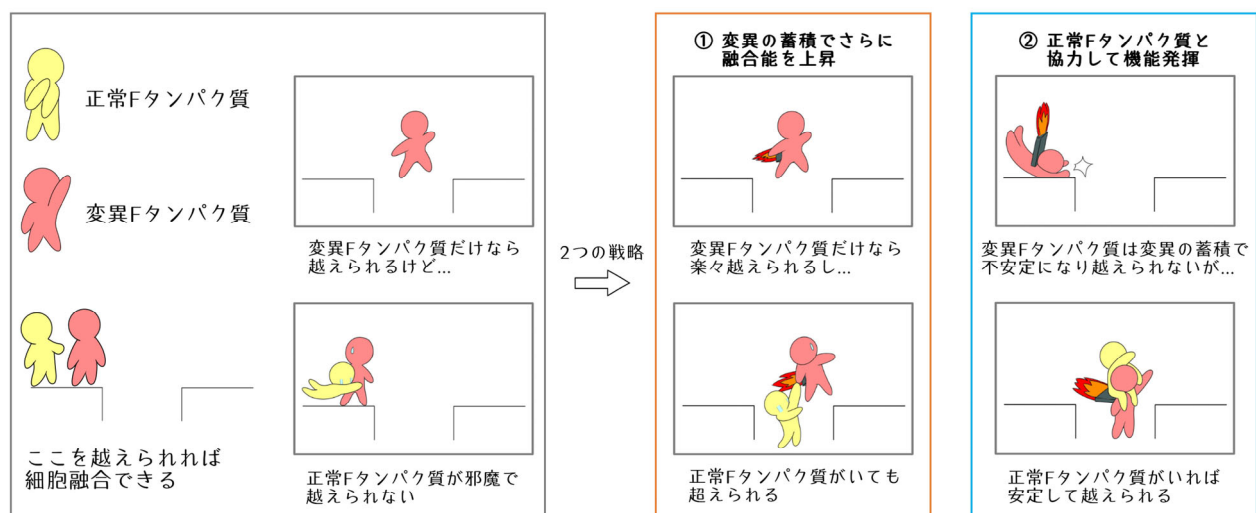 正常Fタンパク質
変異Fタンパク質
ここを越えられれば
細胞融合できる
変異Fタンパク質だけなら
越えられるけど...
正常Fタンパク質が邪魔で
越えられない
2つの戦略
① 変異の蓄積でさらに
融合能を上昇
変異Fタンパク質だけなら
楽々越えられるし...
正常Fタンパク質がいても
超えられる
② 正常Fタンパク質と
協力して機能発揮
変異Fタンパク質は変異の蓄積で
不安定になり越えられないが...
正常Fタンパク質がいれば
安定して越えられる